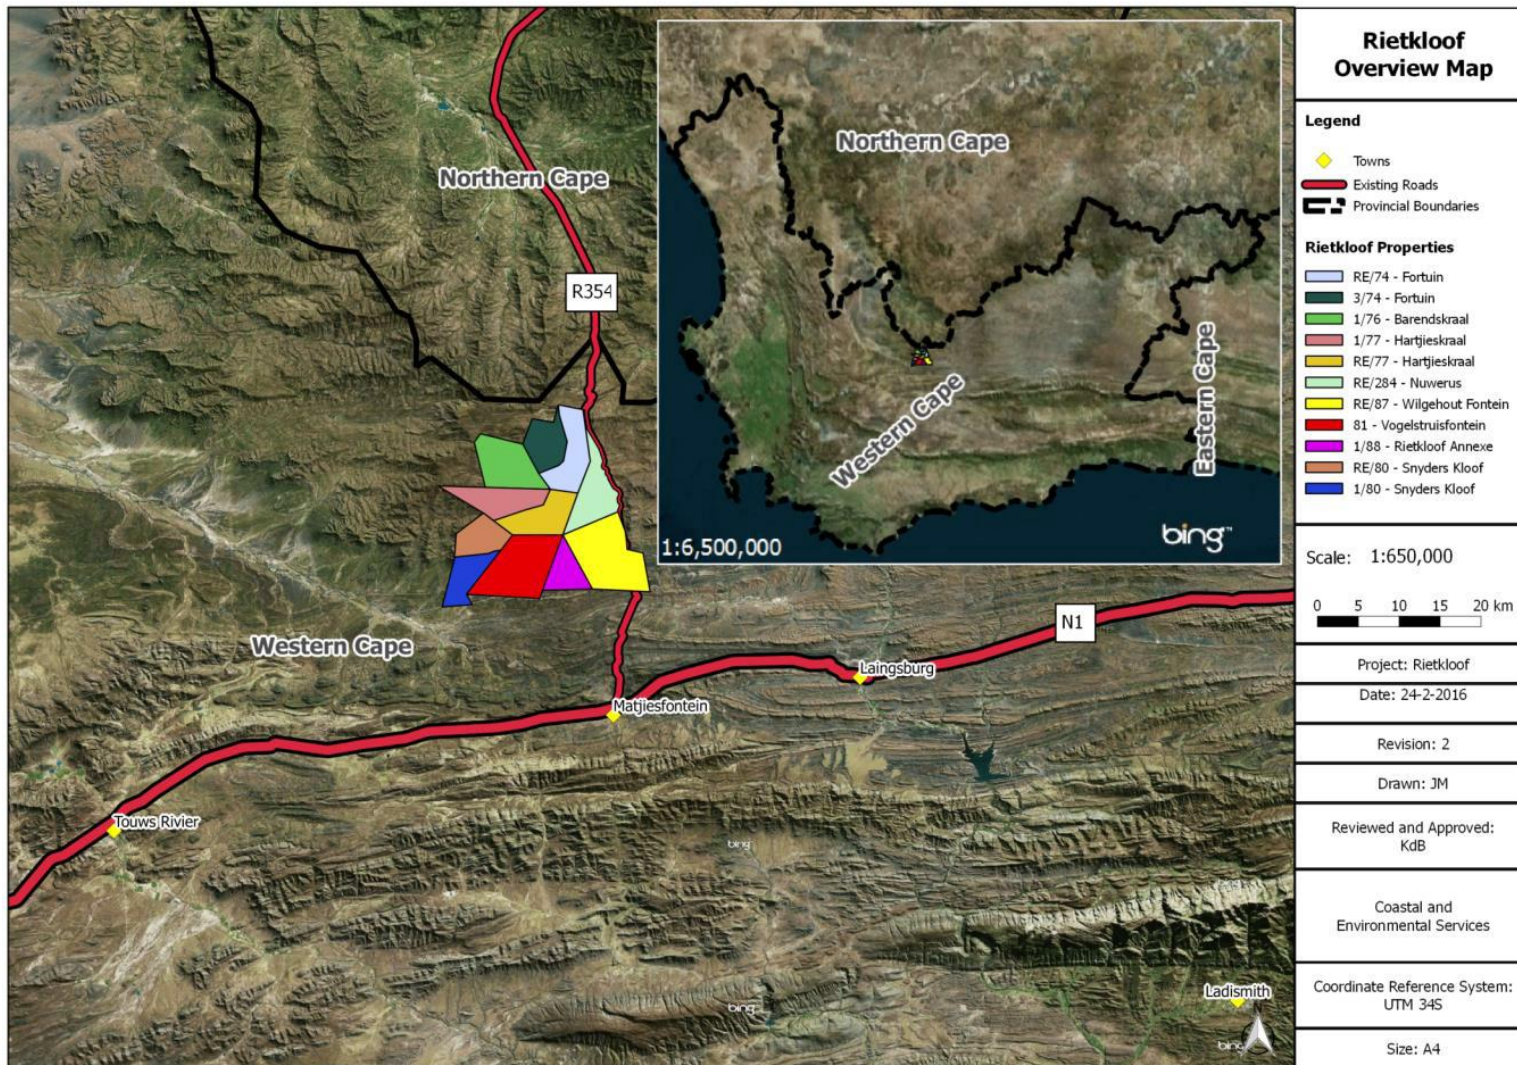 Northern Cape
R354
Western Cape
N1
Laingsburg
Matjiesfontein
Touws Rivier
Ladismith
bing
bing
bing
Northern Cape
Western Cape
Eastern Cape
1:6,500,000
bing™
Rietkloof
Overview Map
Legend
Towns
Existing Roads
Provincial Boundaries
Rietkloof Properties
RE/74 - Fortuin
3/74 - Fortuin
1/76 - Barendskraal
1/77 - Hartjieskraal
RE/77 - Hartjieskraal
RE/284 - Nuwerus
RE/87 - Wilgehout Fontein
81 - Vogelstruisfontein
1/88 - Rietkloof Annexe
RE/80 - Snyders Kloof
1/80 - Snyders Kloof
Scale: 1:650,000
0 5 10 15 20 km
Project: Rietkloof
Date: 24-2-2016
Revision: 2
Drawn: JM
Reviewed and Approved:
KdB
Coastal and
Environmental Services
Coordinate Reference System:
UTM 34S
Size: A4